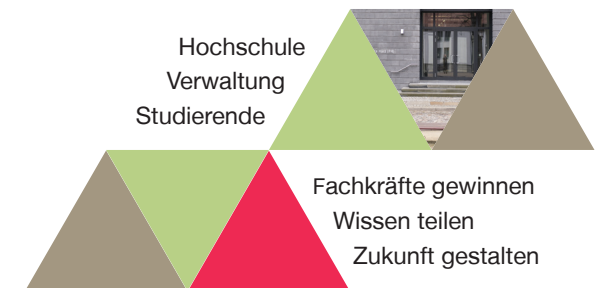 Hochschule
Verwaltung
Studierende
Fachkräfte gewinnen
Wissen teilen
Zukunft gestalten